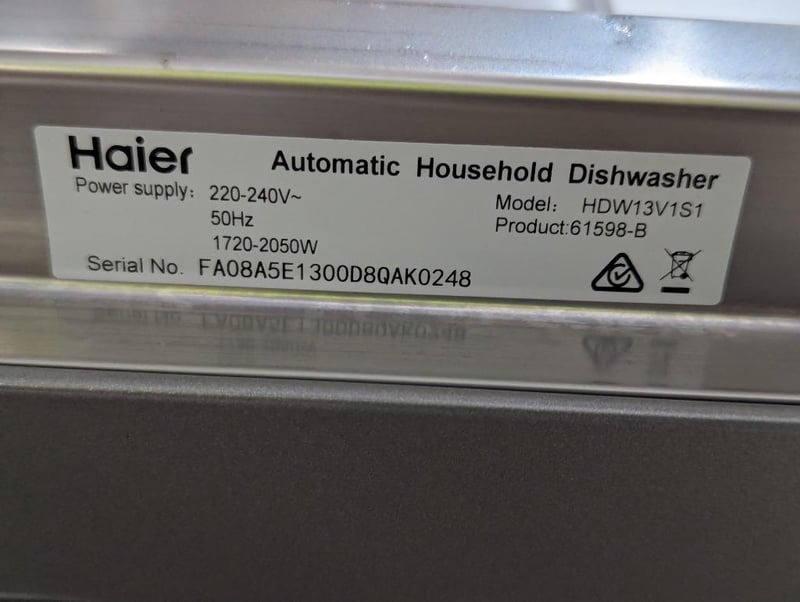 Haier Automatic Household Dishwasher
Power supply: 220-240V~ Model: HDW13V1S1
50Hz Product:61598-B
1720-2050W
Serial No. FA08A5E1300D8QAK0248